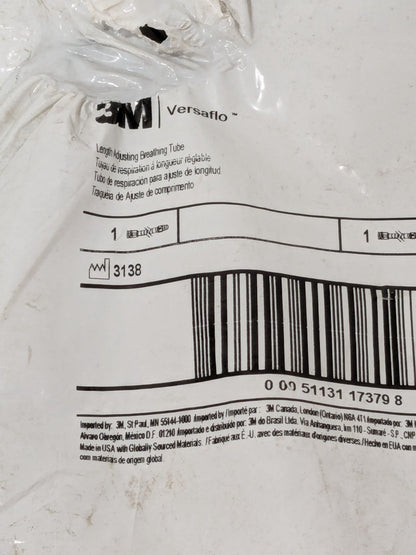 3M | Versaflo™
Length Adjusting Breathing Tube
Tuyau de respiration à longueur réglable
Tubo de respiración para ajuste de longitud
Traqueia de Ajuste de comprimento
1 1
3138
0 00 51131 17379 8
Imported by: 3M, St Paul, MN 55144-1000 Imported by / Importé par : 3M Canada, London (Ontario) N6A 4T1 Importado por: 3M
Alvaro Obregón, México D.F. 01210 Importado e distribuído por: 3M do Brasil Ltda. Via Anhanguera, km 110 - Sumaré - S.P., CNP
Made in USA with Globally Sourced Materials. / Fabriqué aux É.-U. avec des matériaux d'origines diverses./Hecho en EUA con
com materiais de origem global.